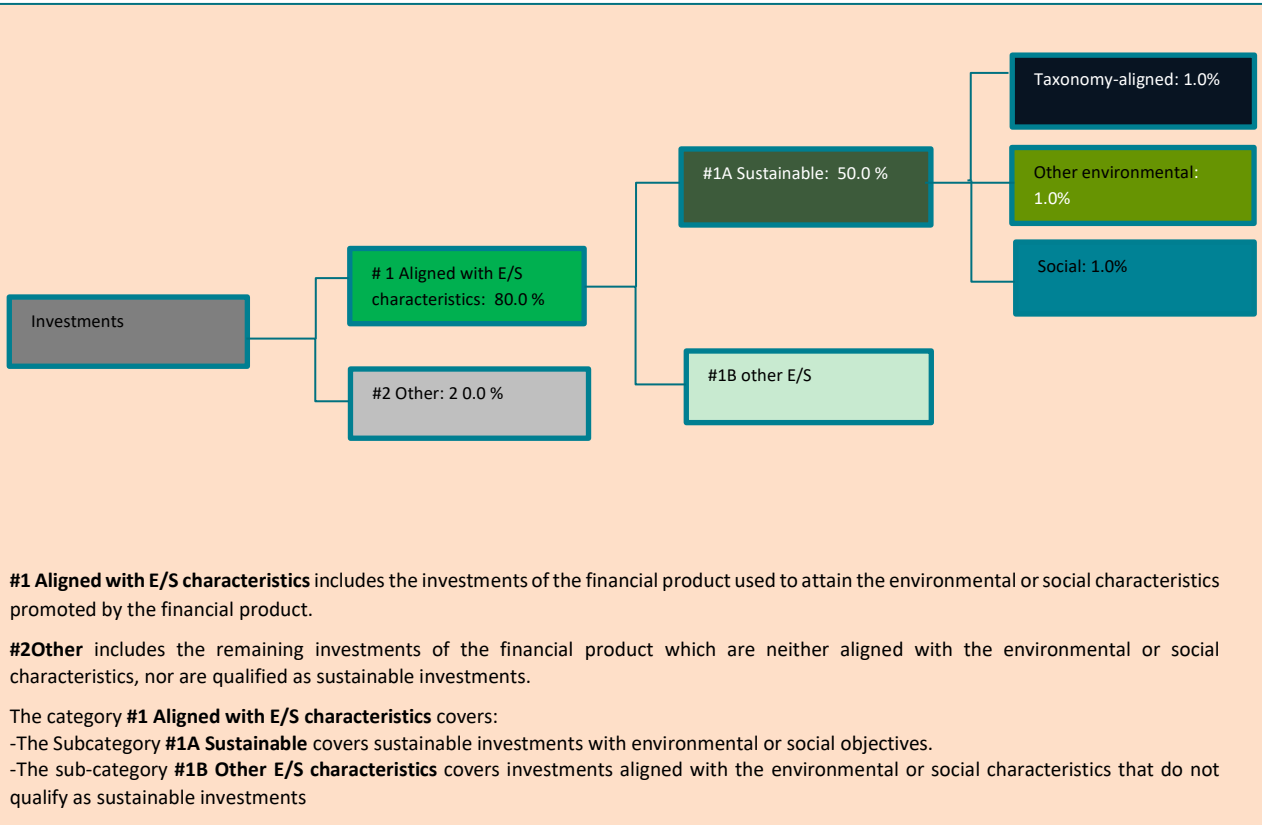 Taxonomy-aligned: 1.0%
#1A Sustainable:  50.0 %
Other environmental:
1.0%
# 1 Aligned with E/S
characteristics:  80.0 %
Social: 1.0%
Investments
#2 Other: 2 0.0 %
#1B other E/S
#1 Aligned with E/S characteristics includes the investments of the financial product used to attain the environmental or social characteristics
promoted by the financial product.
#2Other includes the remaining investments of the financial product which are neither aligned with the environmental or social
characteristics, nor are qualified as sustainable investments.
The category #1 Aligned with E/S characteristics covers:
-The Subcategory #1A Sustainable covers sustainable investments with environmental or social objectives.
-The sub-category #1B Other E/S characteristics covers investments aligned with the environmental or social characteristics that do not
qualify as sustainable investments